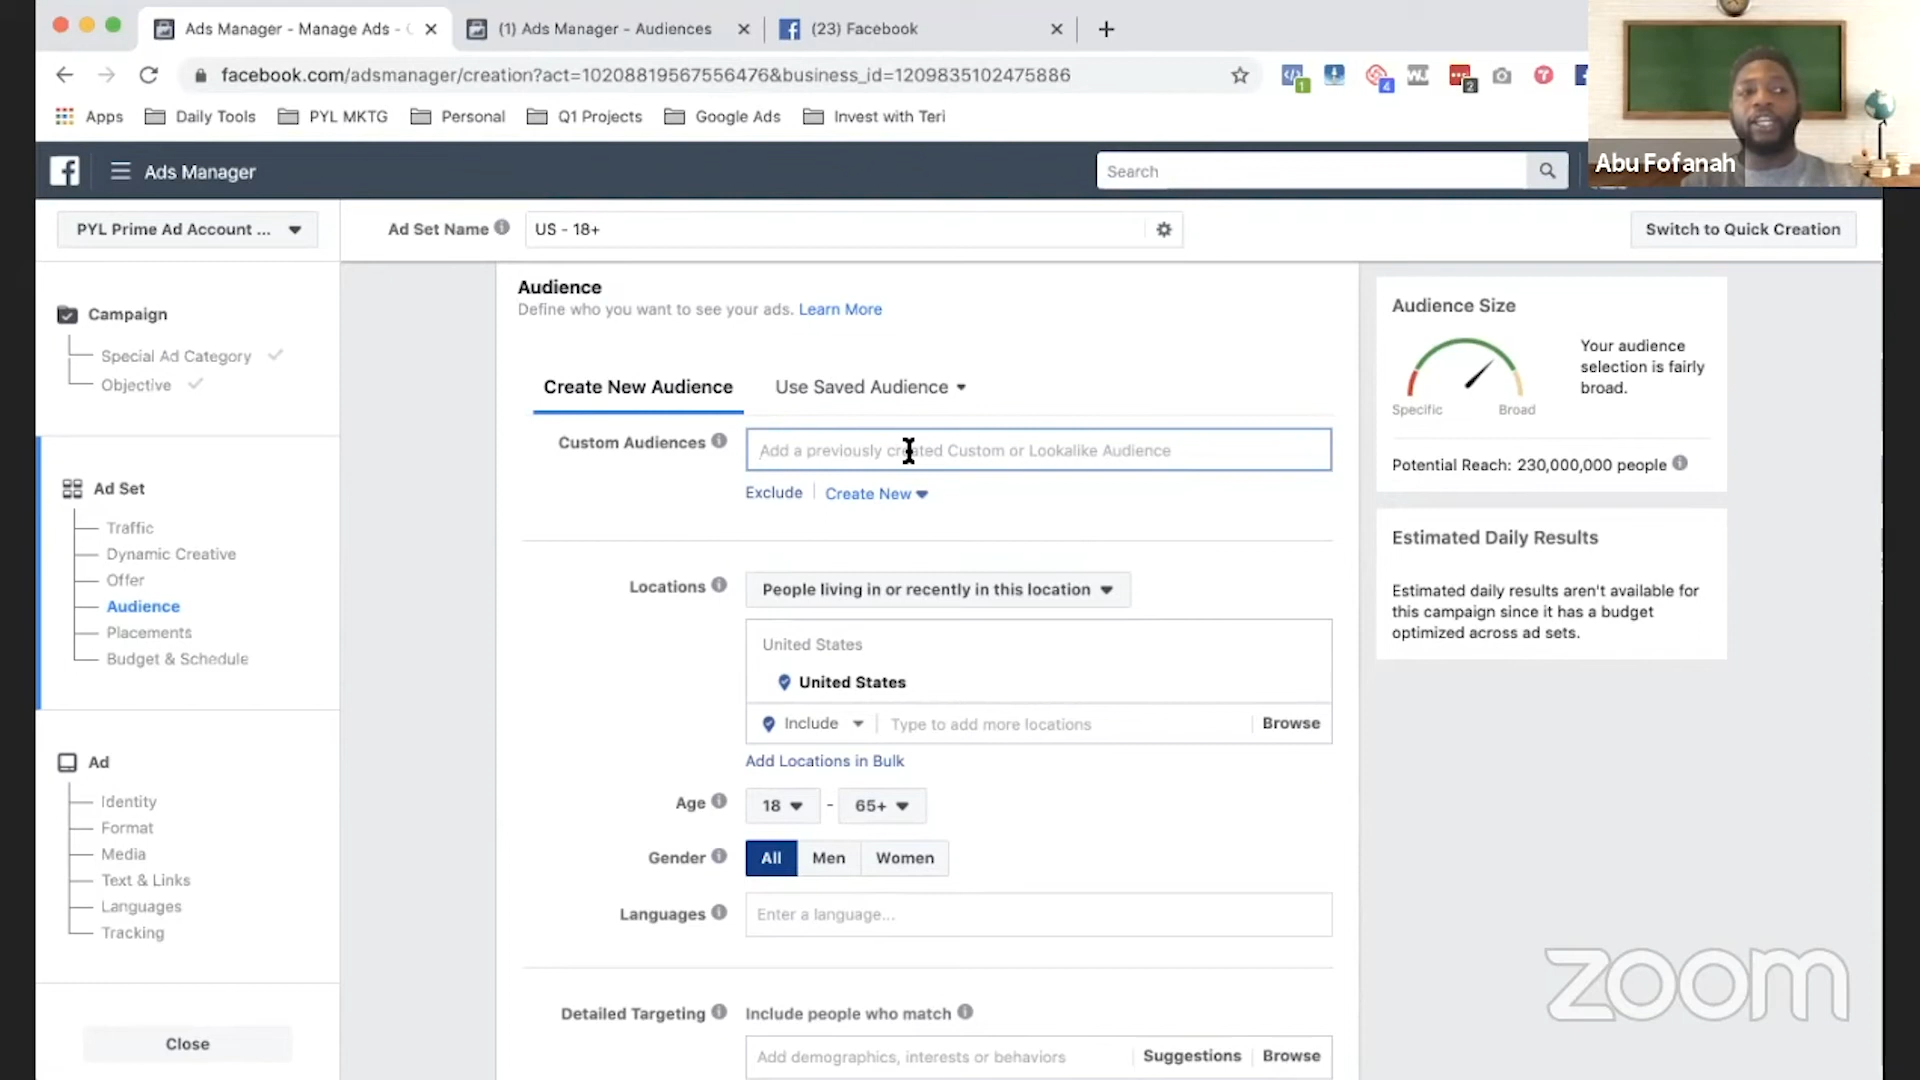 Ads Manager - Manage Ads - C
(1) Ads Manager - Audiences
(23) Facebook
facebook.com/adsmanager/creation?act=10208819567556476&business_id=1209835102475886
1
4
2
Apps
Daily Tools
PYL MKTG
Personal
Q1 Projects
Google Ads
Invest with Teri
Abu Fofanah
Ads Manager
Search
PYL Prime Ad Account ...
Ad Set Name
US - 18+
Switch to Quick Creation
Campaign
Special Ad Category
Objective
Ad Set
Traffic
Dynamic Creative
Offer
Audience
Placements
Budget & Schedule
Ad
Identity
Format
Media
Text & Links
Languages
Tracking
Close
Audience
Define who you want to see your ads. Learn More
Create New Audience
Use Saved Audience
Custom Audiences
Add a previously created Custom or Lookalike Audience
Exclude
Create New
Locations
People living in or recently in this location
United States
United States
Include
Type to add more locations
Browse
Add Locations in Bulk
Age
18
-
65+
Gender
All
Men
Women
Languages
Enter a language...
Detailed Targeting
Include people who match
Add demographics, interests or behaviors
Suggestions
Browse
Audience Size
Your audience
selection is fairly
broad.
Specific
Broad
Potential Reach: 230,000,000 people
Estimated Daily Results
Estimated daily results aren't available for
this campaign since it has a budget
optimized across ad sets.
zoom